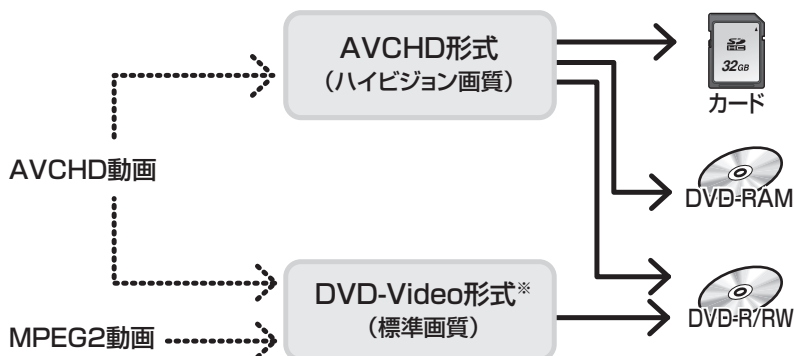 AVCHD形式
（ハイビジョン画質）
SD
HC
32GB
カード
AVCHD動画
DVD-RAM
DVD-Video形式※
（標準画質）
DVD-R/RW
MPEG2動画